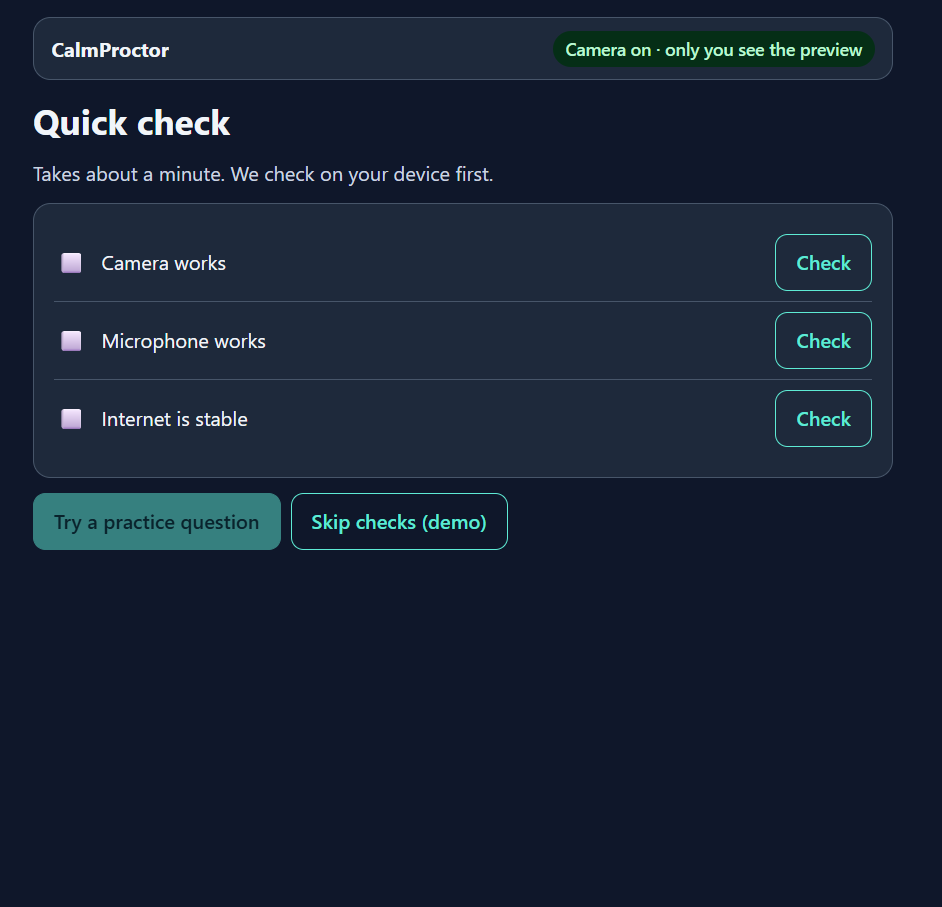 CalmProctor
Camera on · only you see the preview
Quick check
Takes about a minute. We check on your device first.
Camera works
Check
Microphone works
Check
Internet is stable
Check
Try a practice question
Skip checks (demo)